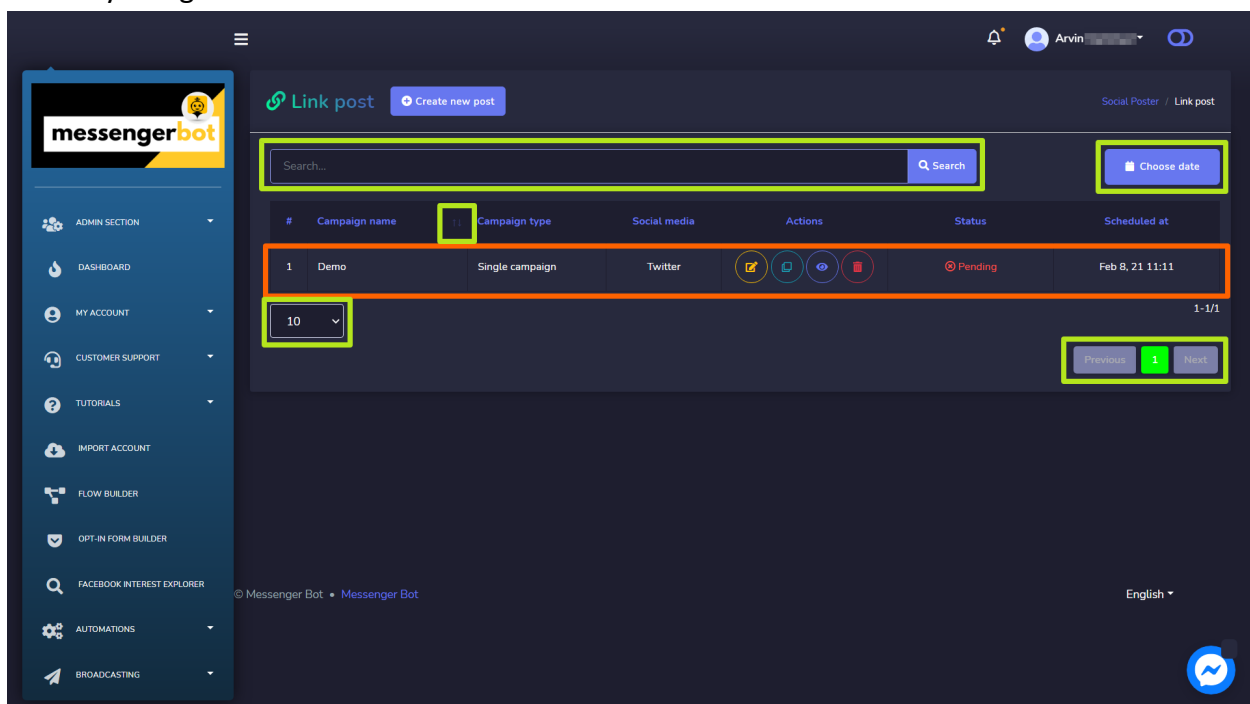 Arvin
messengerbot
Link post
Create new post
Social Poster / Link post
Search...
Search
Choose date
# Campaign name ↑↓ Campaign type Social media Actions Status Scheduled at
1 Demo Single campaign Twitter Pending Feb 8, 21 11:11
10
1-1/1
Previous 1 Next
ADMIN SECTION
DASHBOARD
MY ACCOUNT
CUSTOMER SUPPORT
TUTORIALS
IMPORT ACCOUNT
FLOW BUILDER
OPT-IN FORM BUILDER
FACEBOOK INTEREST EXPLORER
AUTOMATIONS
BROADCASTING
© Messenger Bot • Messenger Bot
English